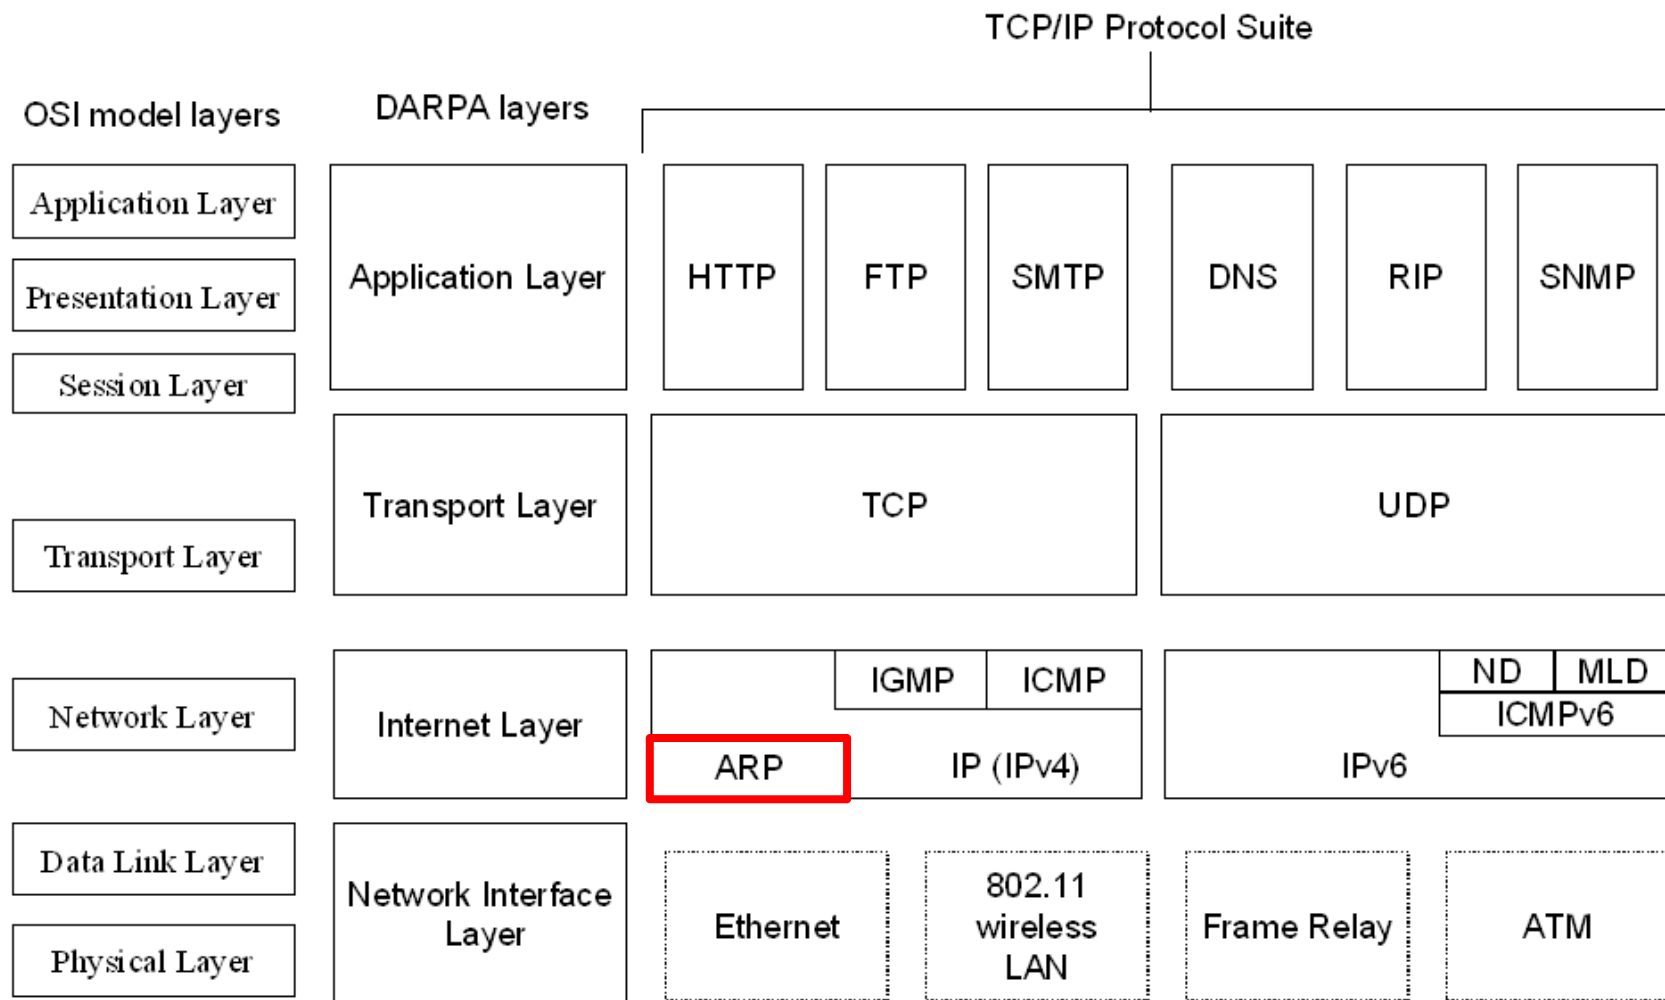 TCP/IP Protocol Suite
OSI model layers
DARPA layers
Application Layer
Presentation Layer
Session Layer
Application Layer
HTTP
FTP
SMTP
DNS
RIP
SNMP
Transport Layer
Transport Layer
TCP
UDP
Network Layer
Internet Layer
IGMP
ICMP
ARP
IP (IPv4)
ND
MLD
ICMPv6
IPv6
Data Link Layer
Physical Layer
Network Interface
Layer
Ethernet
802.11
wireless
LAN
Frame Relay
ATM